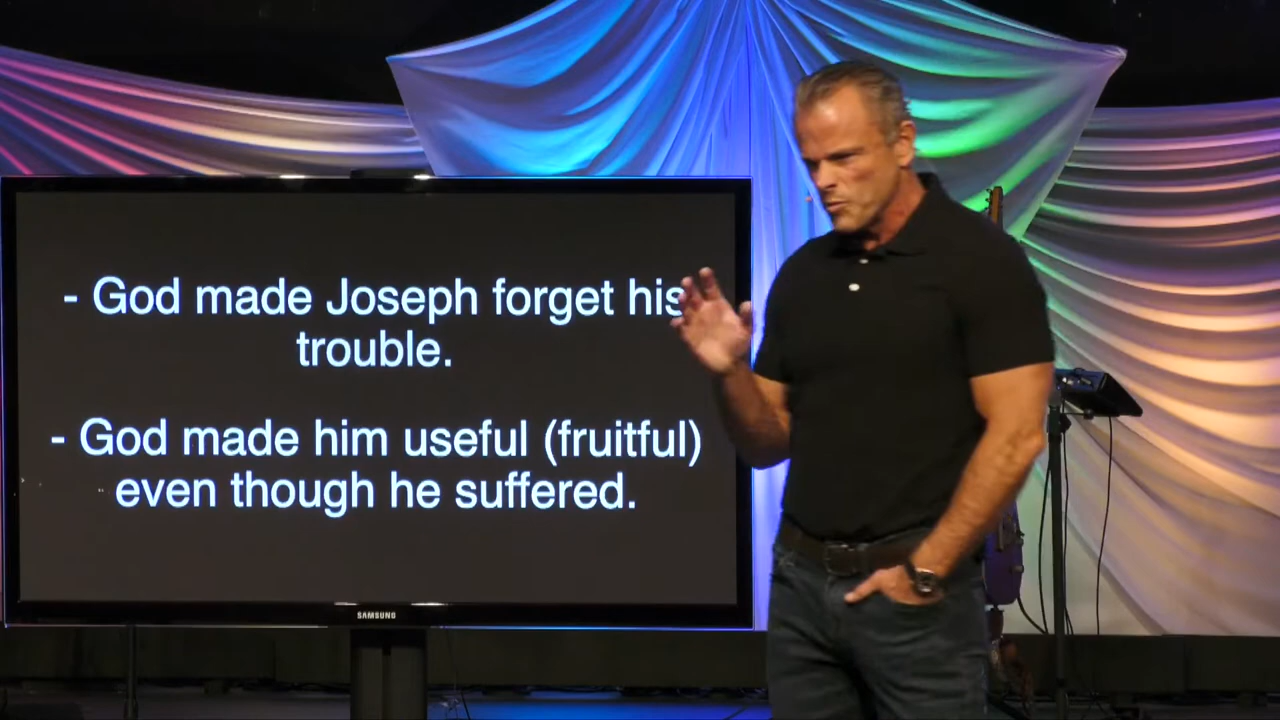 - God made Joseph forget his
trouble.
- God made him useful (fruitful)
even though he suffered.
SAMSUNG